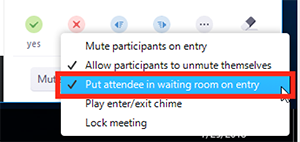 yes
Mute participants on entry
Allow participants to unmute themselves
Put attendee in waiting room on entry
Play enter/exit chime
Lock meeting